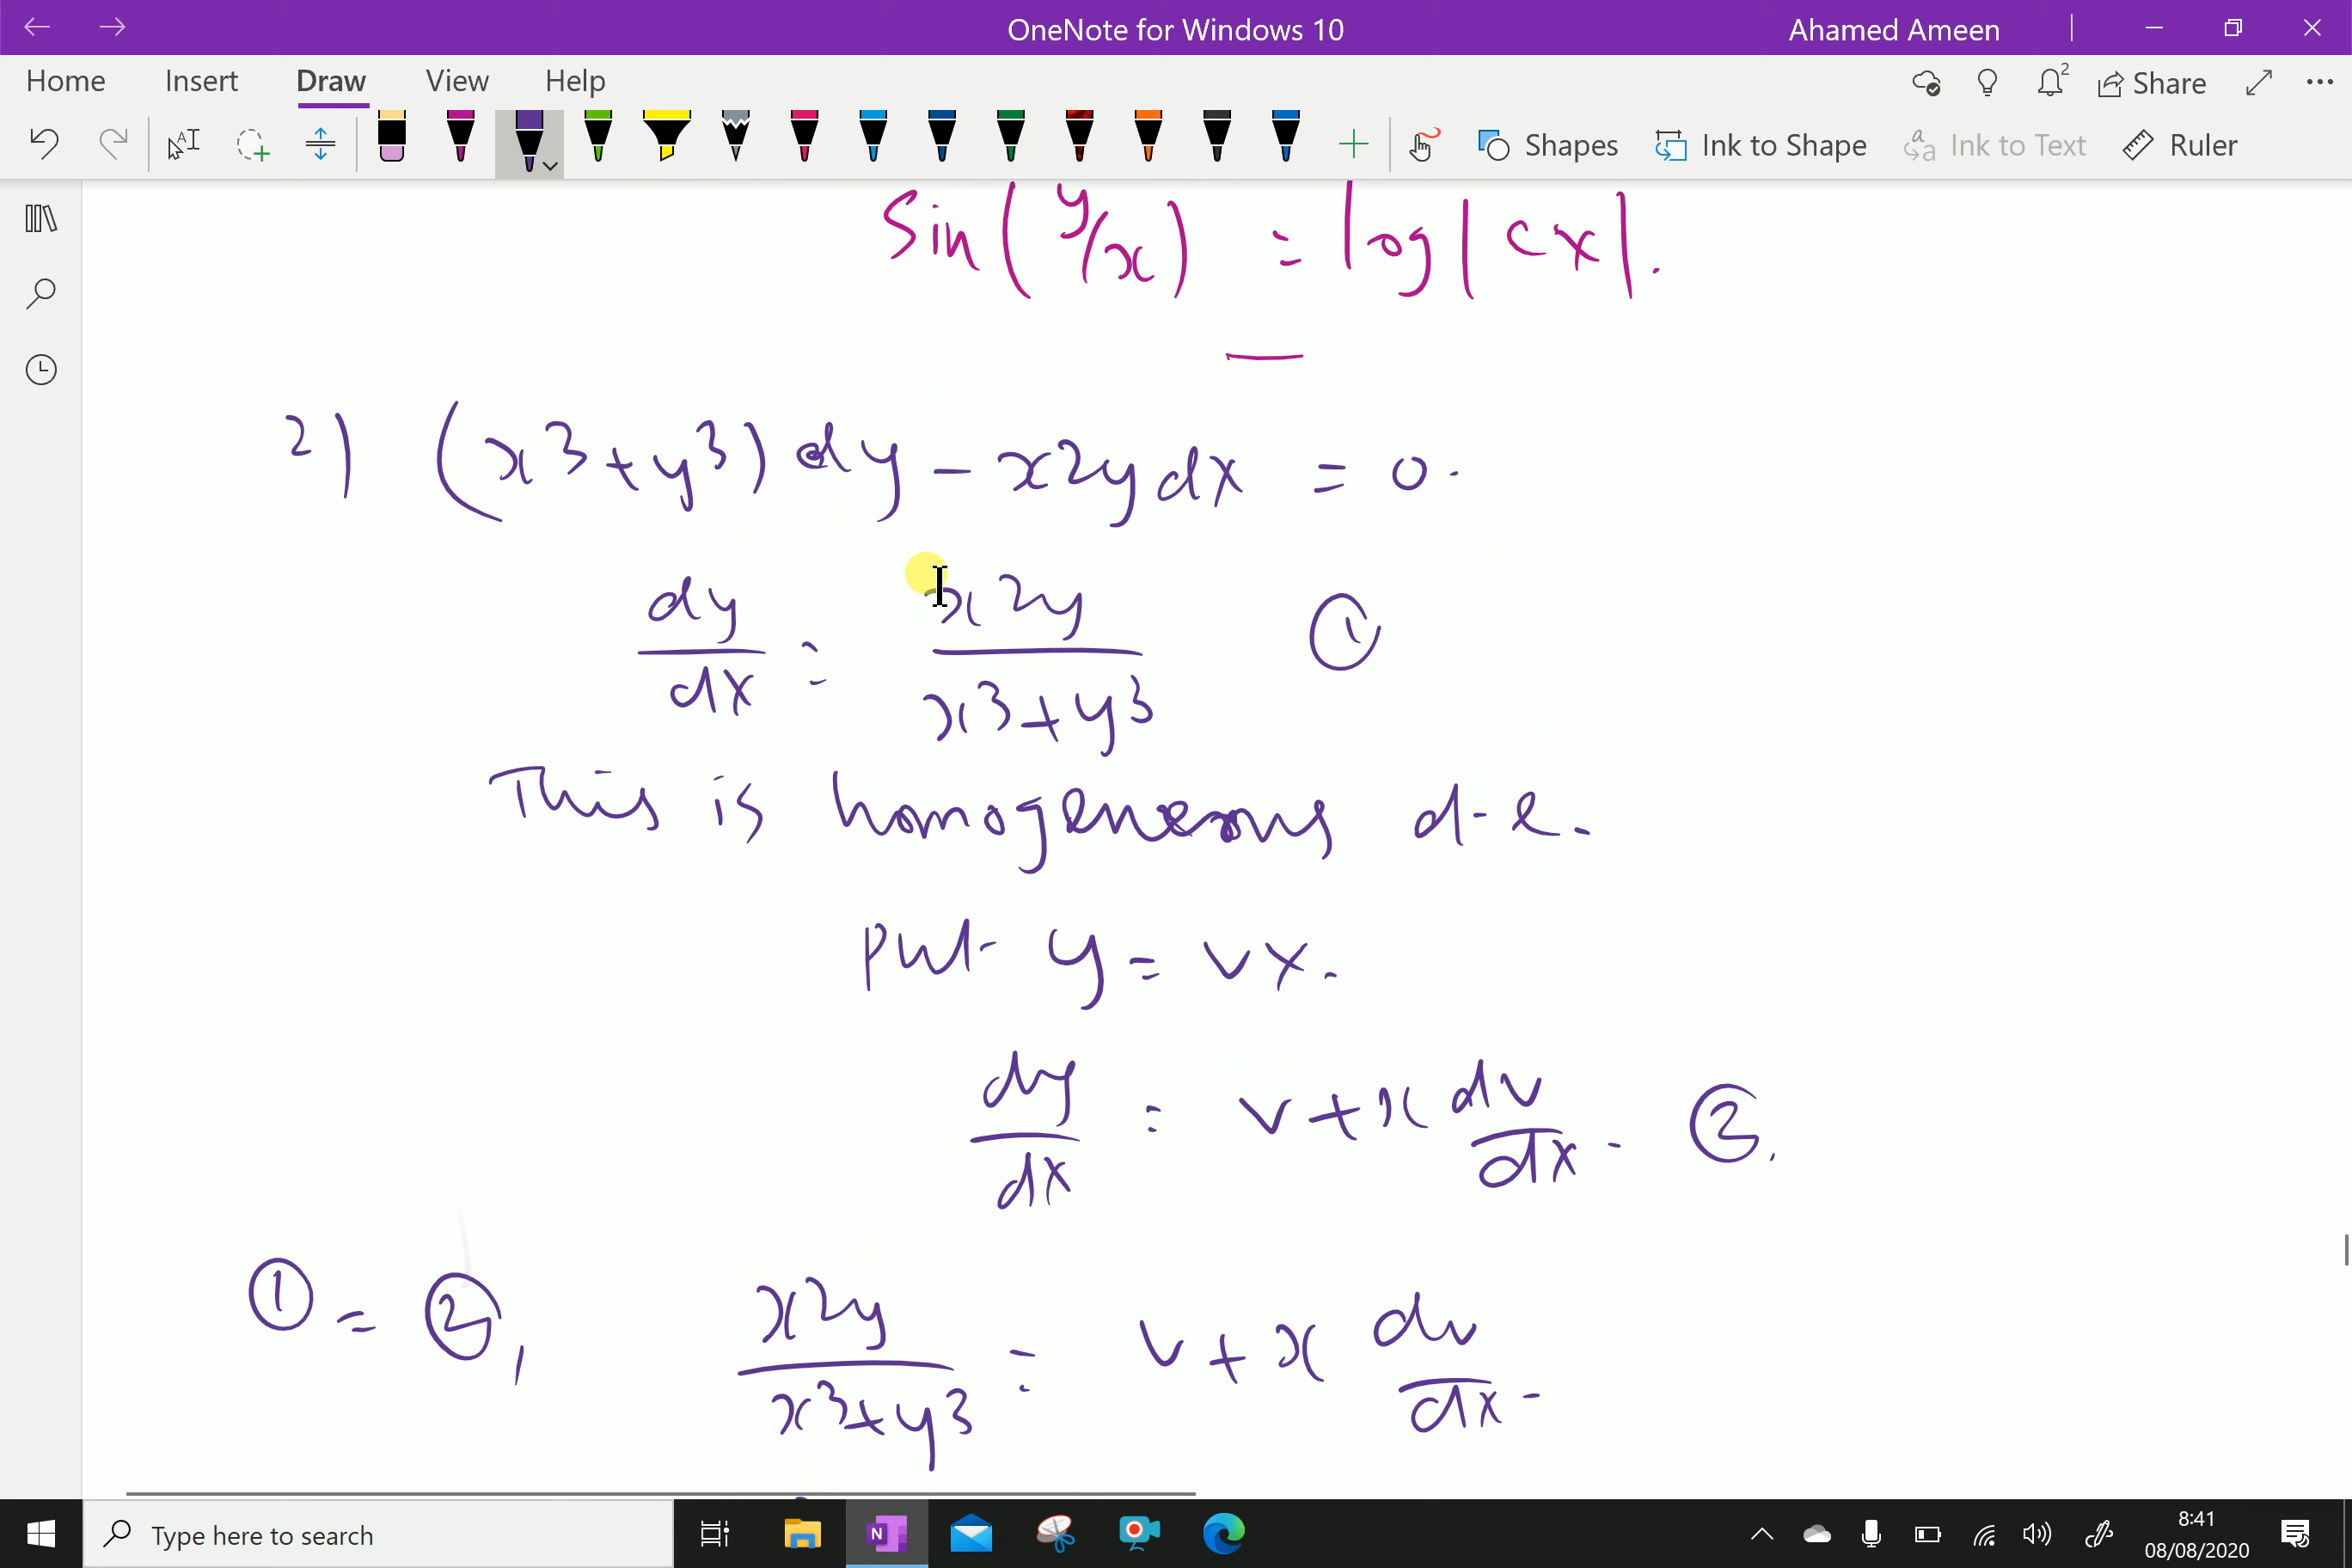 OneNote for Windows 10 Ahamed Ameen
Home Insert Draw View Help 2 Share
Shapes Ink to Shape Ink to Text Ruler
Sin(y/x) = log|cx|.
2) (x³+y³)dy - x²ydx = 0.
dy/dx = x²y/x³+y³ ①
This is homogeneous d.e.
Put y = vx.
dy/dx = v+x dv/dx. ②.
① = ②, x²y/x³+y³ = v+x dv/dx.
Type here to search 8:41
08/08/2020